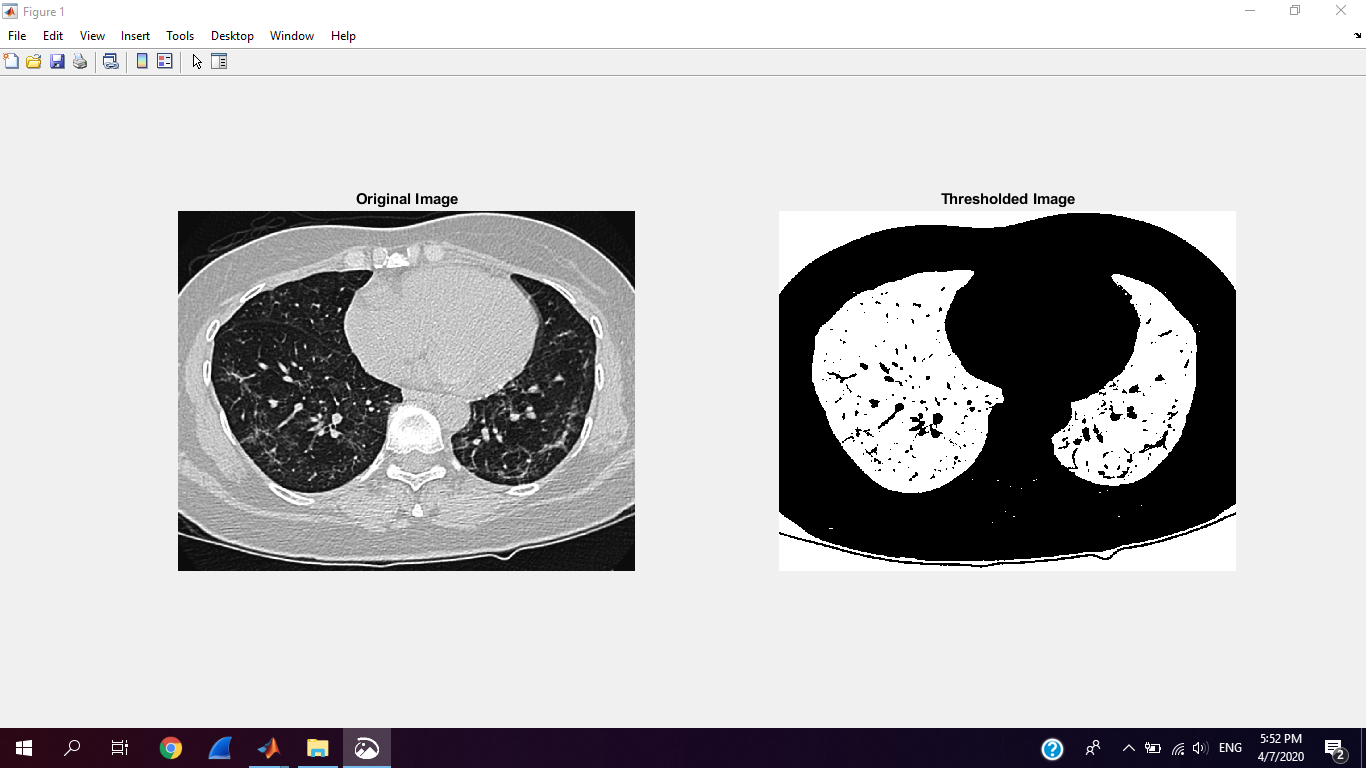 Figure 1
File Edit View Insert Tools Desktop Window Help
Original Image
Thresholded Image
ENG
5:52 PM
4/7/2020
2